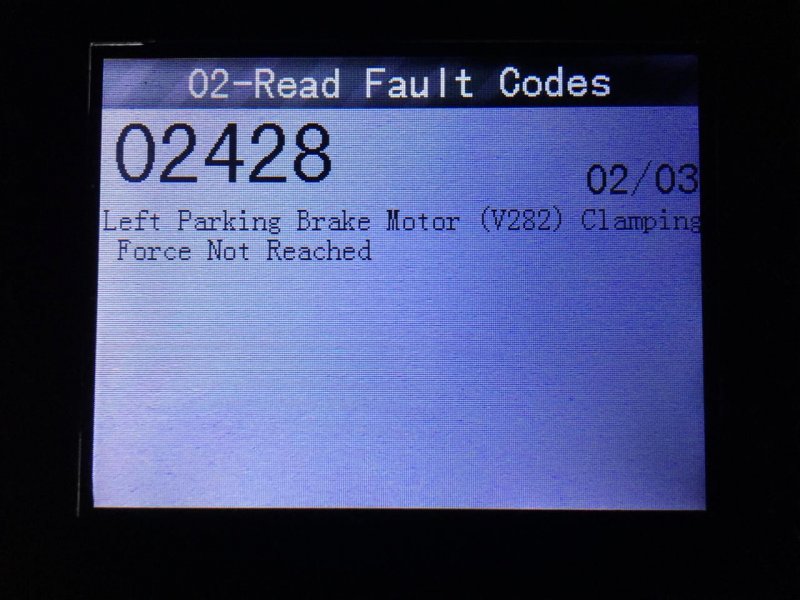 02-Read Fault Codes
02428
02/03
Left Parking Brake Motor (V282) Clamping
Force Not Reached